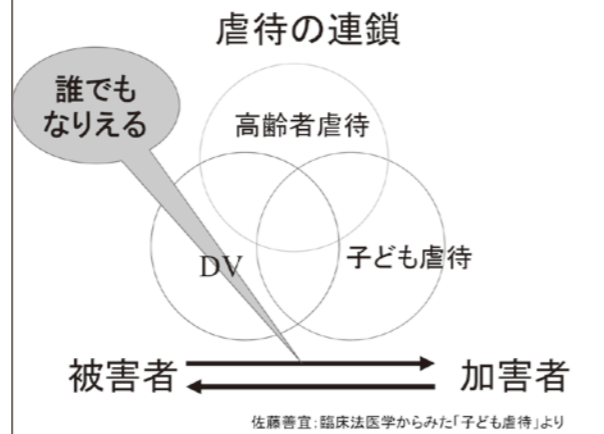 虐待の連鎖
誰でも
なりえる
高齢者虐待
DV
子ども虐待
被害者
加害者
佐藤善宜:臨床法医学からみた「子ども虐待」より